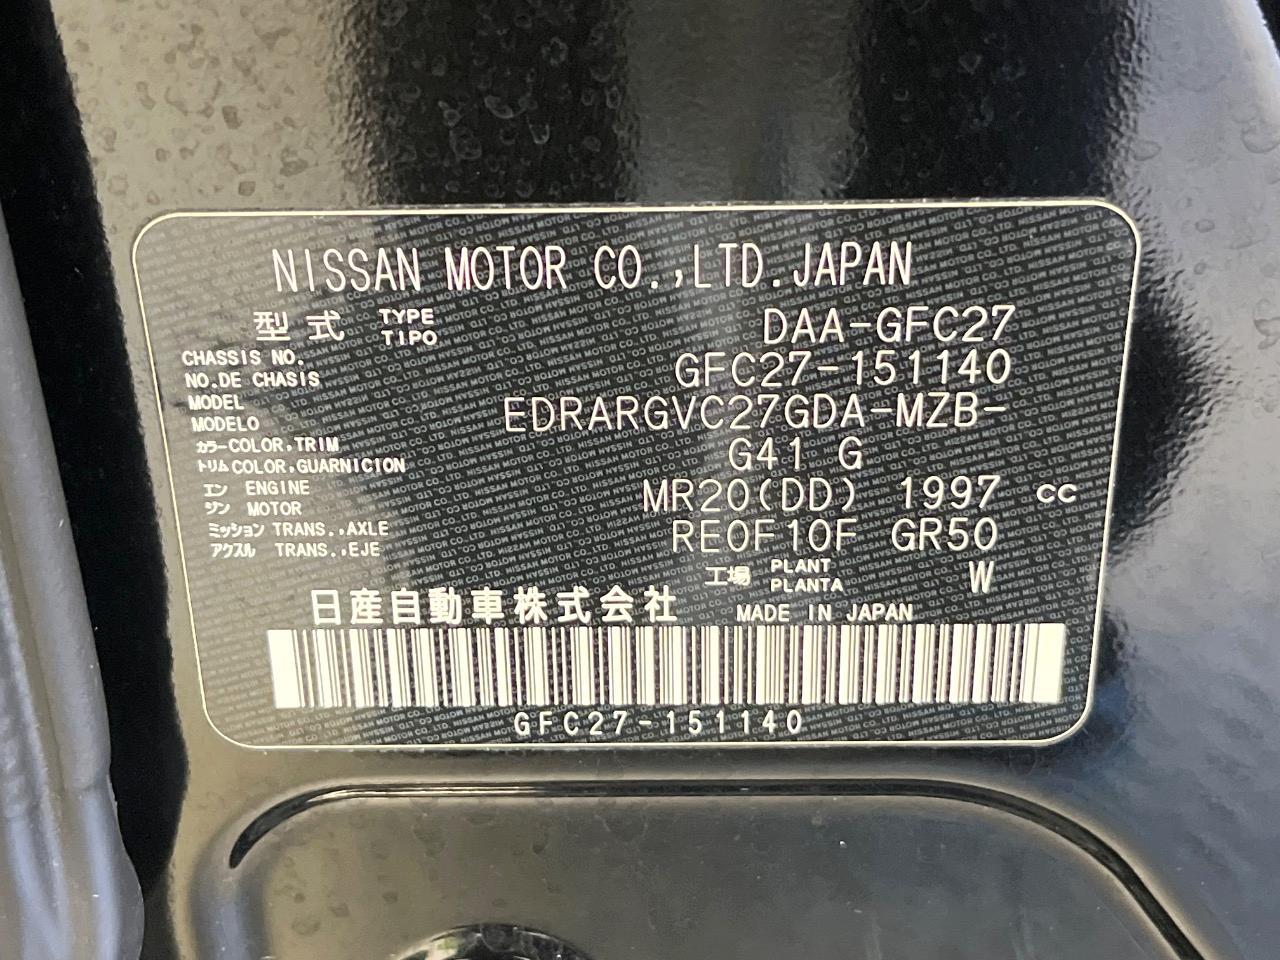 NISSAN MOTOR CO.,LTD.JAPAN
型式 TYPE TIPO DAA-GFC27
CHASSIS NO. NO.DE CHASIS GFC27-151140
MODEL MODELO EDRARGVC27GDA-MZB-
カラー COLOR,TRIM トリム COLOR,GUARNICION G41 G
エンジン ENGINE MOTOR MR20(DD) 1997 cc
ミッション TRANS.,AXLE アクスル TRANS.,EJE RE0F10F GR50
工場 PLANT PLANTA W
日産自動車株式会社 MADE IN JAPAN
GFC27-151140